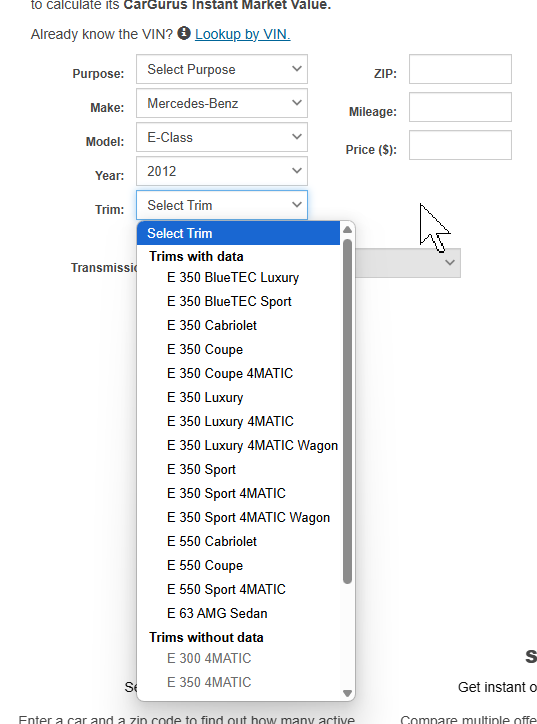 to calculate its CarGurus Instant Market Value.
Already know the VIN? Lookup by VIN.
Purpose: Select Purpose ZIP:
Make: Mercedes-Benz
Mileage:
Model: E-Class
Price ($):
Year: 2012
Trim: Select Trim
Select Trim
Trims with data
Transmissi
E 350 BlueTEC Luxury
E 350 BlueTEC Sport
E 350 Cabriolet
E 350 Coupe
E 350 Coupe 4MATIC
E 350 Luxury
E 350 Luxury 4MATIC
E 350 Luxury 4MATIC Wagon
E 350 Sport
E 350 Sport 4MATIC
E 350 Sport 4MATIC Wagon
E 550 Cabriolet
E 550 Coupe
E 550 Sport 4MATIC
E 63 AMG Sedan
Trims without data
E 300 4MATIC
S
E 350 4MATIC
Se
Get instant o
Enter a car and a zip code to find out how many active
Compare multiple offe